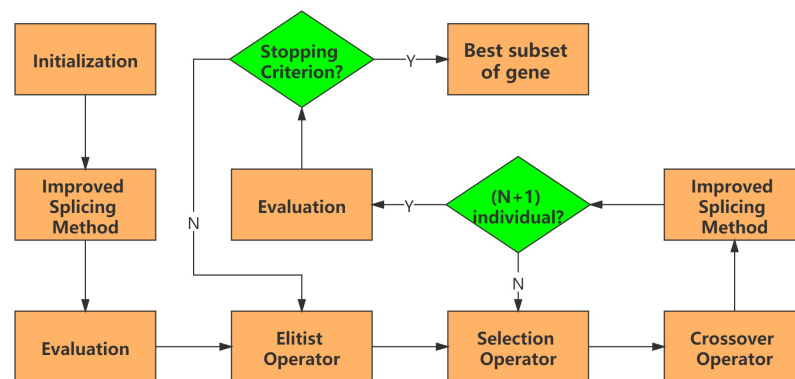 Initialization
Stopping
Criterion?
Y
Best subset
of gene
Improved
Splicing
Method
N
Evaluation
Y
(N+1)
individual?
Improved
Splicing
Method
N
Evaluation
Elitist
Operator
Selection
Operator
Crossover
Operator